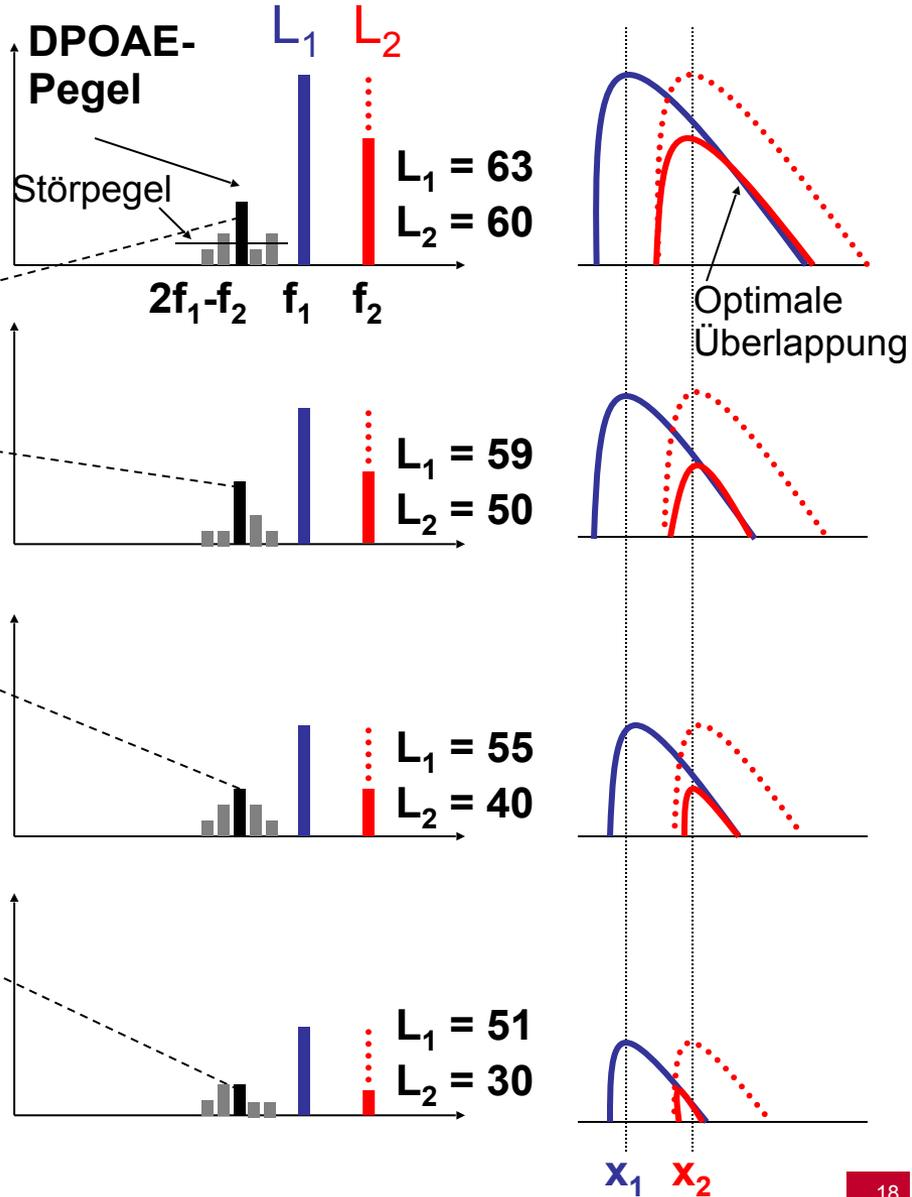 DPOAE-
Pegel
L₁ L₂
Störpegel
L₁ = 63
L₂ = 60
2f₁-f₂ f₁ f₂
Optimale
Überlappung
L₁ = 59
L₂ = 50
L₁ = 55
L₂ = 40
L₁ = 51
L₂ = 30
x₁ x₂
18